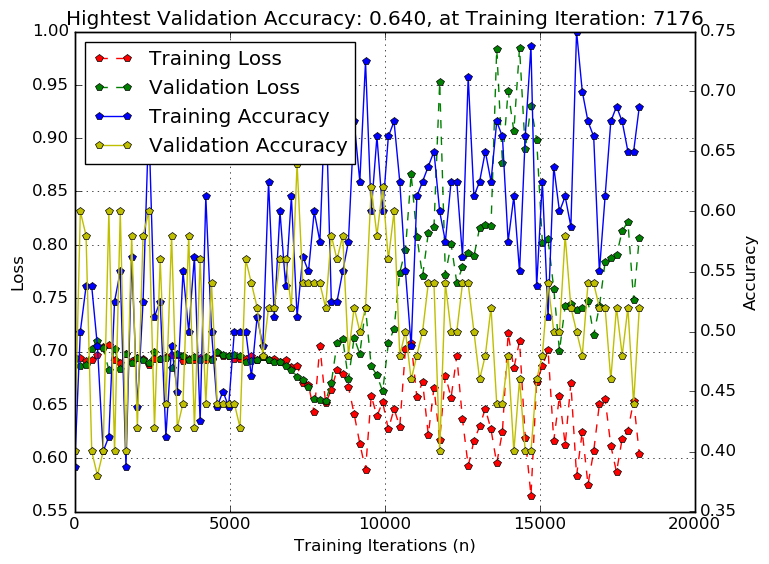 Hightest Validation Accuracy: 0.640, at Training Iteration: 7176
1.00
0.95
0.90
0.85
0.80
0.75
0.70
0.65
0.60
0.55
Loss
Training Loss
Validation Loss
Training Accuracy
Validation Accuracy
0.75
0.70
0.65
0.60
0.55
0.50
0.45
0.40
0.35
Accuracy
0 5000 10000 15000 20000
Training Iterations (n)